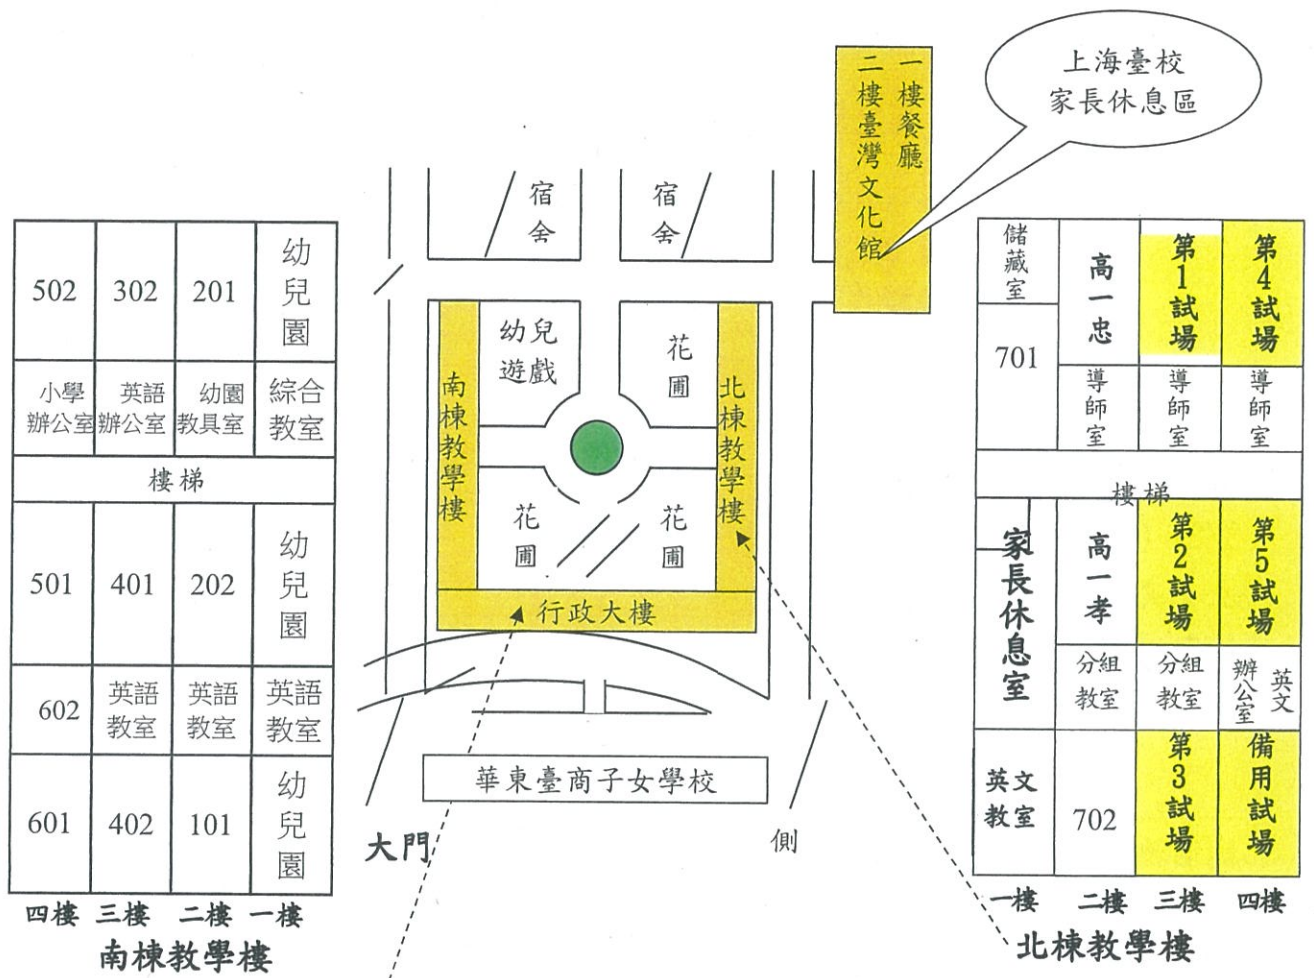 上海臺校
家長休息區
一樓餐廳
二樓臺灣文化館
宿舍
宿舍
幼兒
遊戲
花圃
花圃
花圃
南棟教學樓
北棟教學樓
行政大樓
華東臺商子女學校
大門
側
502
302
201
幼兒園
小學
辦公室
英語
辦公室
幼園
教具室
綜合
教室
樓梯
501
401
202
幼兒園
602
英語
教室
英語
教室
英語
教室
601
402
101
幼兒園
四樓
三樓
二樓
一樓
南棟教學樓
儲藏室
高一忠
第1試場
第4試場
701
導師室
導師室
導師室
樓梯
家長休息室
高一孝
第2試場
第5試場
分組
教室
分組
教室
英文
辦公室
英文
教室
702
第3試場
備用試場
一樓
二樓
三樓
四樓
北棟教學樓